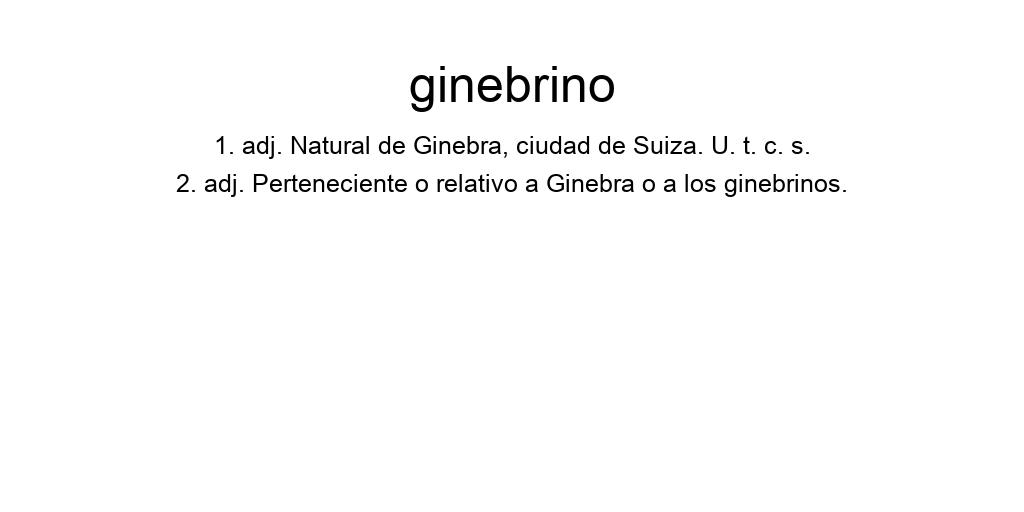 ginebrino
1. adj. Natural de Ginebra, ciudad de Suiza. U. t. c. s.
2. adj. Perteneciente o relativo a Ginebra o a los ginebrinos.